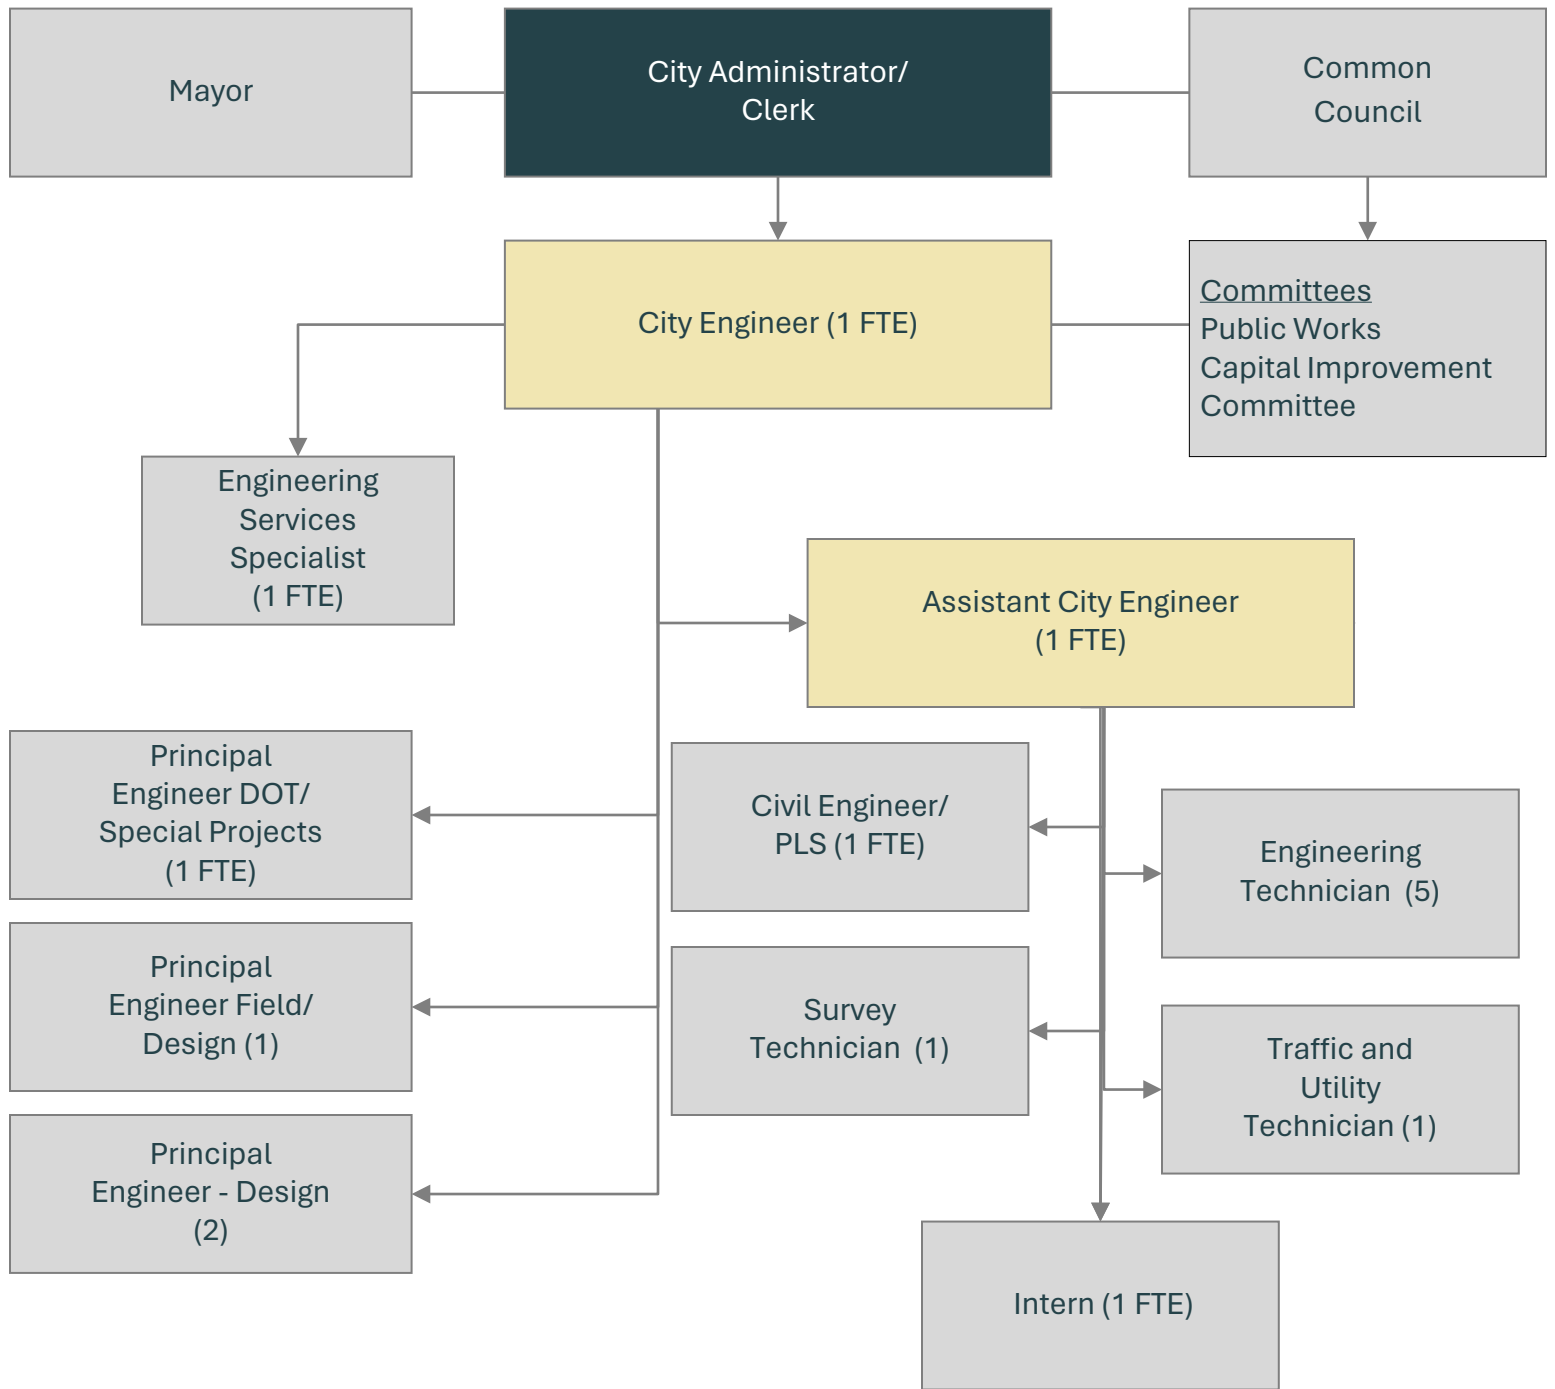 Mayor
City Administrator/
Clerk
Common
Council
City Engineer (1 FTE)
Committees
Public Works
Capital Improvement
Committee
Engineering
Services
Specialist
(1 FTE)
Assistant City Engineer
(1 FTE)
Principal
Engineer DOT/
Special Projects
(1 FTE)
Civil Engineer/
PLS (1 FTE)
Engineering
Technician  (5)
Principal
Engineer Field/
Design (1)
Survey
Technician  (1)
Traffic and
Utility
Technician (1)
Principal
Engineer - Design
(2)
Intern (1 FTE)